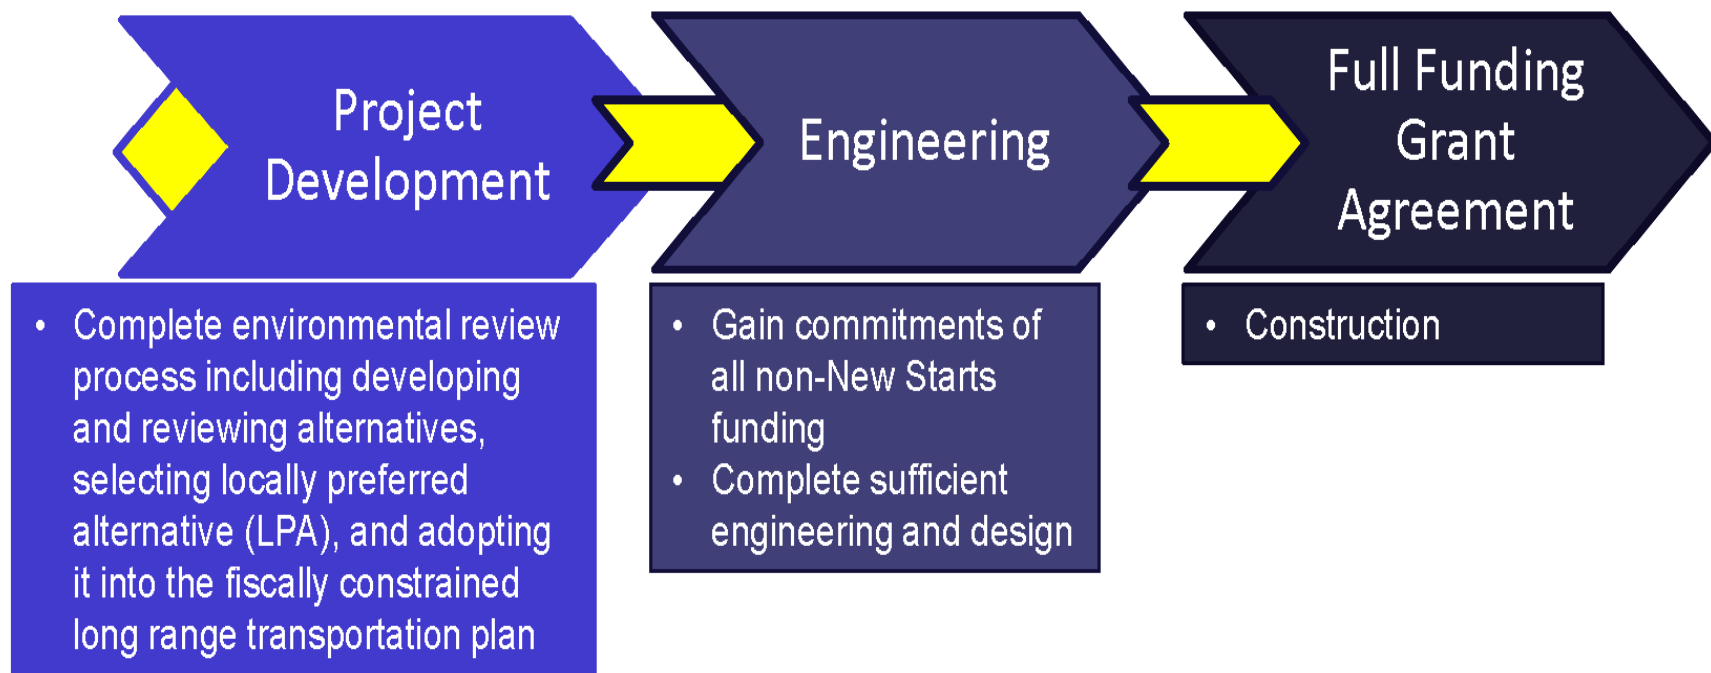 Project
Development
Engineering
Full Funding
Grant
Agreement
• Complete environmental review
process including developing
and reviewing alternatives,
selecting locally preferred
alternative (LPA), and adopting
it into the fiscally constrained
long range transportation plan
• Gain commitments of
all non-New Starts
funding
• Complete sufficient
engineering and design
• Construction